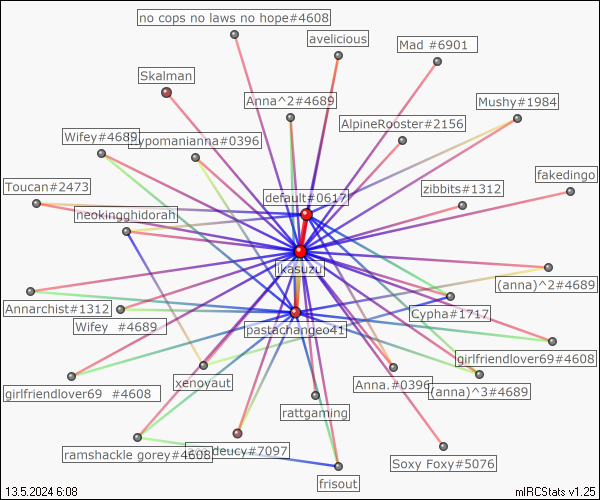 no cops no laws no hope#4608
avelicious
Mad #6901
Skalman
Anna^2#4689
Mushy#1984
AlpineRooster#2156
Wifey#4689
ypomanianna#0396
fakedingo
Toucan#2473
zibbits#1312
default#0617
neokingghidorah
ikasuzu
(anna)^2#4689
Annarchist#1312
Cypha#1717
Wifey  #4689
pastachangeo41
girlfriendlover69#4608
xenoyaut
Anna.#0396
(anna)^3#4689
girlfriendlover69  #4608
rattgaming
ramshackle gorey#4608
deucy#7097
Soxy Foxy#5076
frisout
13.5.2024 6:08
mIRCStats v1.25